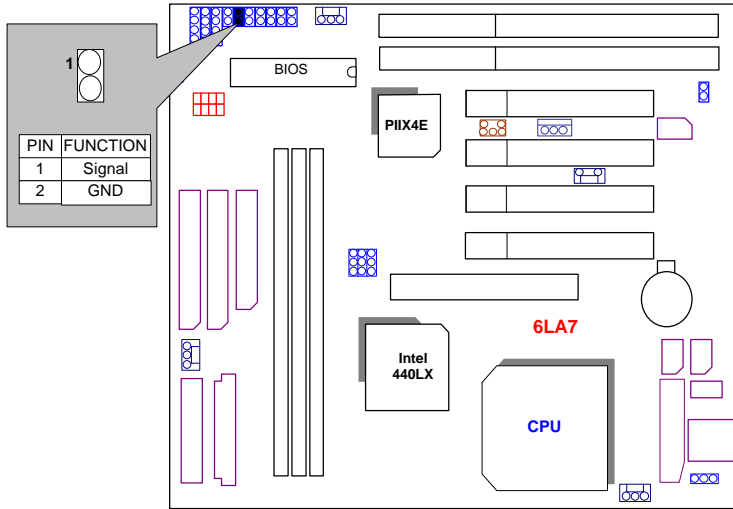 1
PIN FUNCTION
1 Signal
2 GND
BIOS
PIIX4E
6LA7
Intel
440LX
CPU